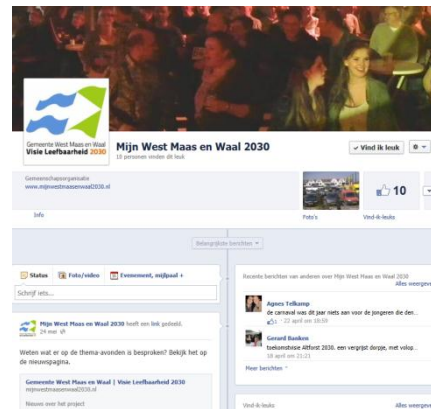 Gemeente West Maas en Waal
Visie Leefbaarheid 2030
Mijn West Maas en Waal 2030
10 personen vinden dit leuk
Vind ik leuk
Gemeenschapsorganisatie
www.mijnwestmaasenwaal2030.nl
10
Info
Foto's
Vind-ik-leuks
Belangrijkste berichten
Status
Foto/video
Evenement, mijlpaal +
Schrijf iets...
Mijn West Maas en Waal 2030 heeft een link gedeeld.
29 mei
Weten wat er op de thema-avonden is besproken? Bekijk het op
de nieuwspagina.
Gemeente West Maas en Waal | Visie Leefbaarheid 2030
mijnwestmaasenwaal2030.nl
Nieuws over het project
Recente berichten van anderen over Mijn West Maas en Waal 2030
Alles weergeve
Agnes Telkamp
de carnaval was dit jaar niets aan voor de jongeren die den...
1 · 22 april om 18:59
Gerard Banken
toekomstvisie Altforst 2030. een vergrijst dorpje, met volop...
18 april om 21:21
Meer berichten
Vind-ik-leuks
Alles weergeve